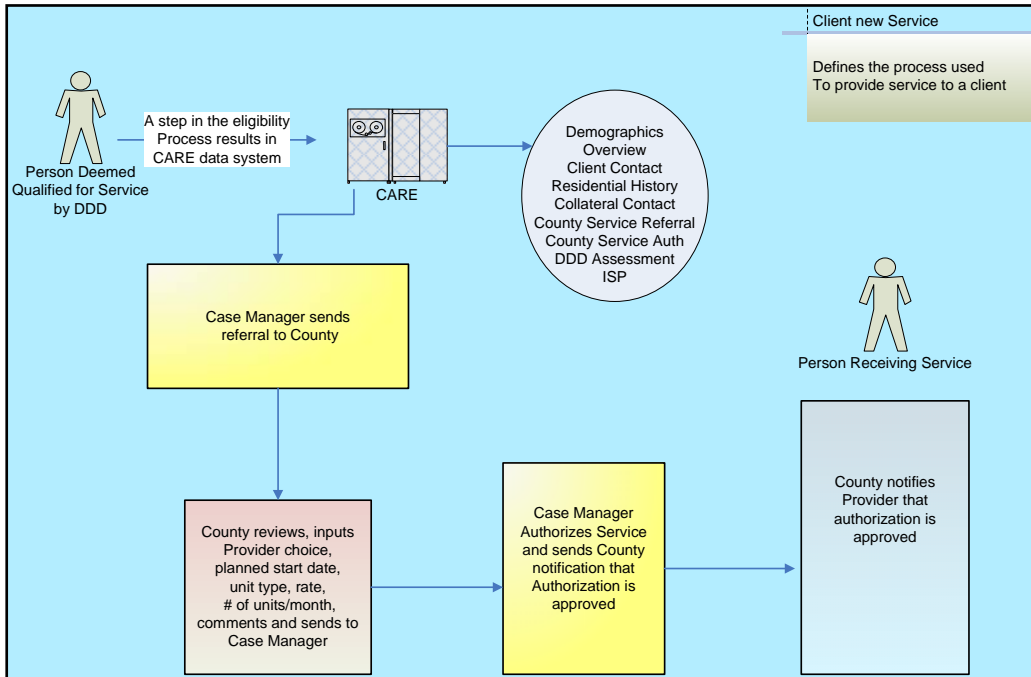 Client new Service
Defines the process used
To provide service to a client
A step in the eligibility
Process results in
CARE data system
Person Deemed
Qualified for Service
by DDD
CARE
Demographics
Overview
Client Contact
Residential History
Collateral Contact
County Service Referral
County Service Auth
DDD Assessment
ISP
Case Manager sends
referral to County
Person Receiving Service
County reviews, inputs
Provider choice,
planned start date,
unit type, rate,
# of units/month,
comments and sends to
Case Manager
Case Manager
Authorizes Service
and sends County
notification that
Authorization is
approved
County notifies
Provider that
authorization is
approved